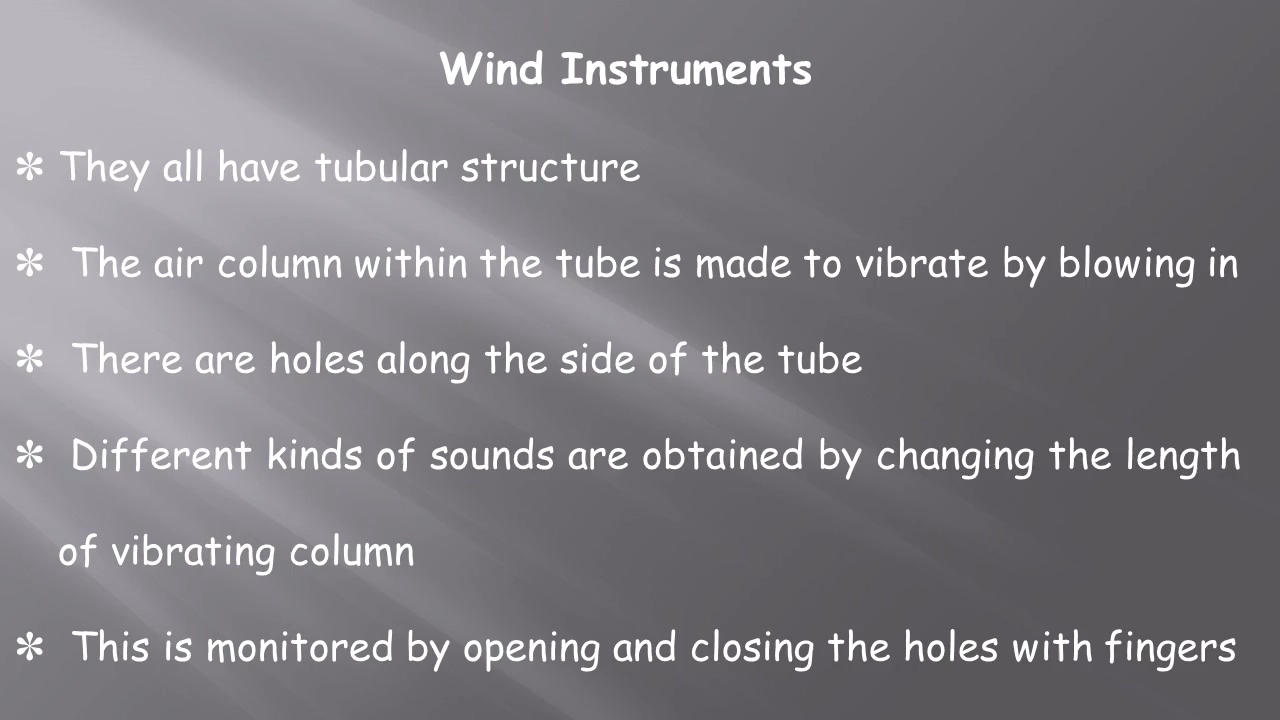 Wind Instruments
✻ They all have tubular structure
✻ The air column within the tube is made to vibrate by blowing in
✻ There are holes along the side of the tube
✻ Different kinds of sounds are obtained by changing the length
of vibrating column
✻ This is monitored by opening and closing the holes with fingers